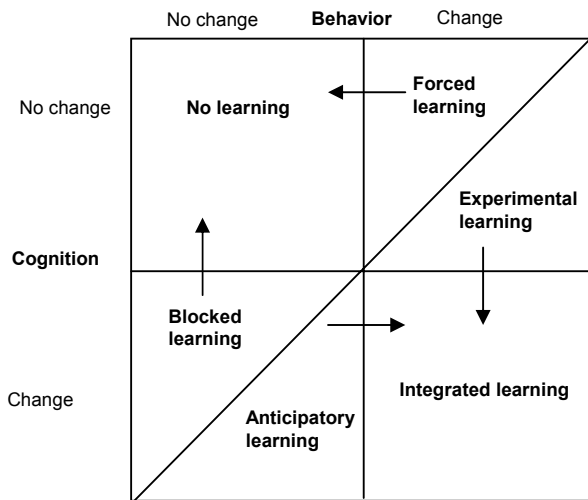 No change Behavior Change
No change
No learning
Forced
learning
Experimental
learning
Cognition
Blocked
learning
Change
Anticipatory
learning
Integrated learning